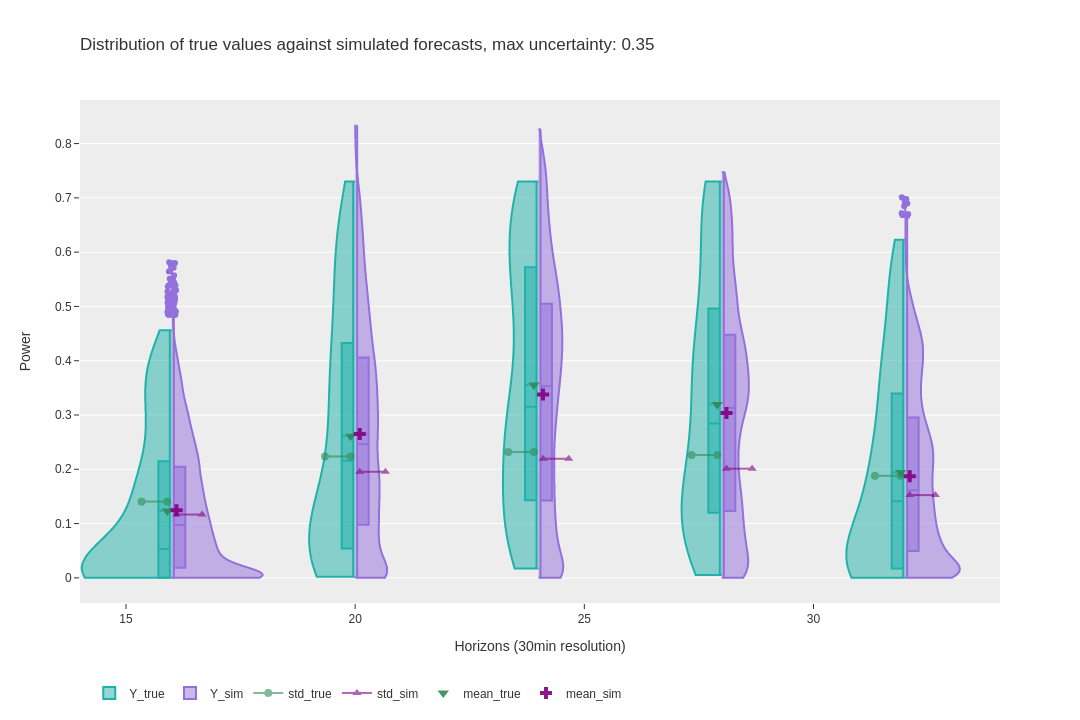 Distribution of true values against simulated forecasts, max uncertainty: 0.35
0.8
0.7
0.6
0.5
0.4
0.3
0.2
0.1
0
Power
15 20 25 30
Horizons (30min resolution)
Y_true Y_sim std_true std_sim mean_true mean_sim